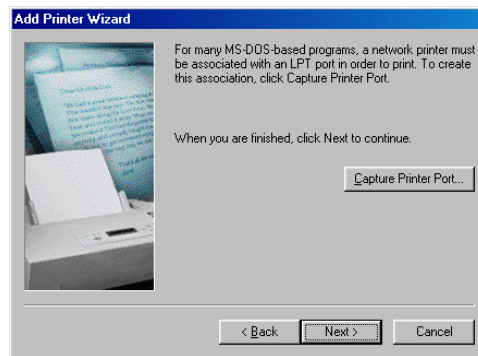 Add Printer Wizard
For many MS-DOS-based programs, a network printer must
be associated with an LPT port in order to print. To create
this association, click Capture Printer Port.
When you are finished, click Next to continue.
Capture Printer Port...
< Back
Next >
Cancel